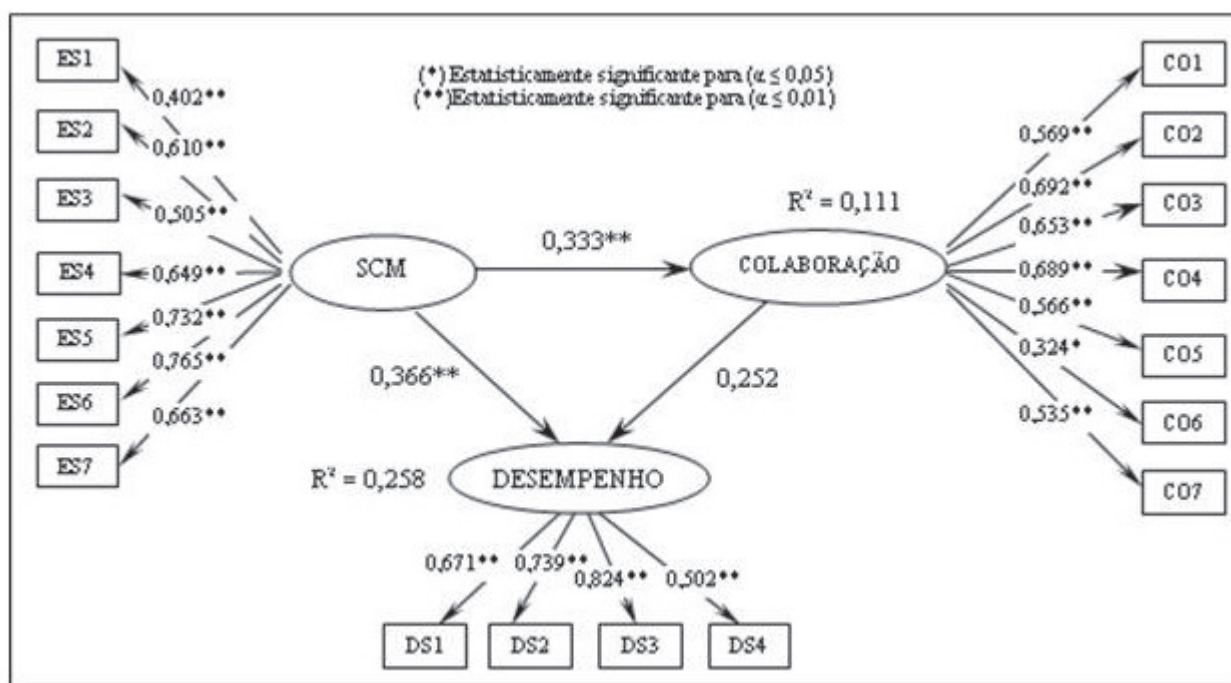 (*) Estatisticamente significante para (α ≤ 0,05)
(**)Estatisticamente significante para (α ≤ 0,01)
ES1
ES2
ES3
ES4
ES5
ES6
ES7
0,402**
0,610**
0,505**
0,649**
0,732**
0,765**
0,663**
SCM
0,333**
R² = 0,111
COLABORAÇÃO
0,569**
0,692**
0,653**
0,689**
0,566**
0,324*
0,535**
CO1
CO2
CO3
CO4
CO5
CO6
CO7
0,366**
0,252
R² = 0,258
DESEMPENHO
0,671**
0,739**
0,824**
0,502**
DS1
DS2
DS3
DS4